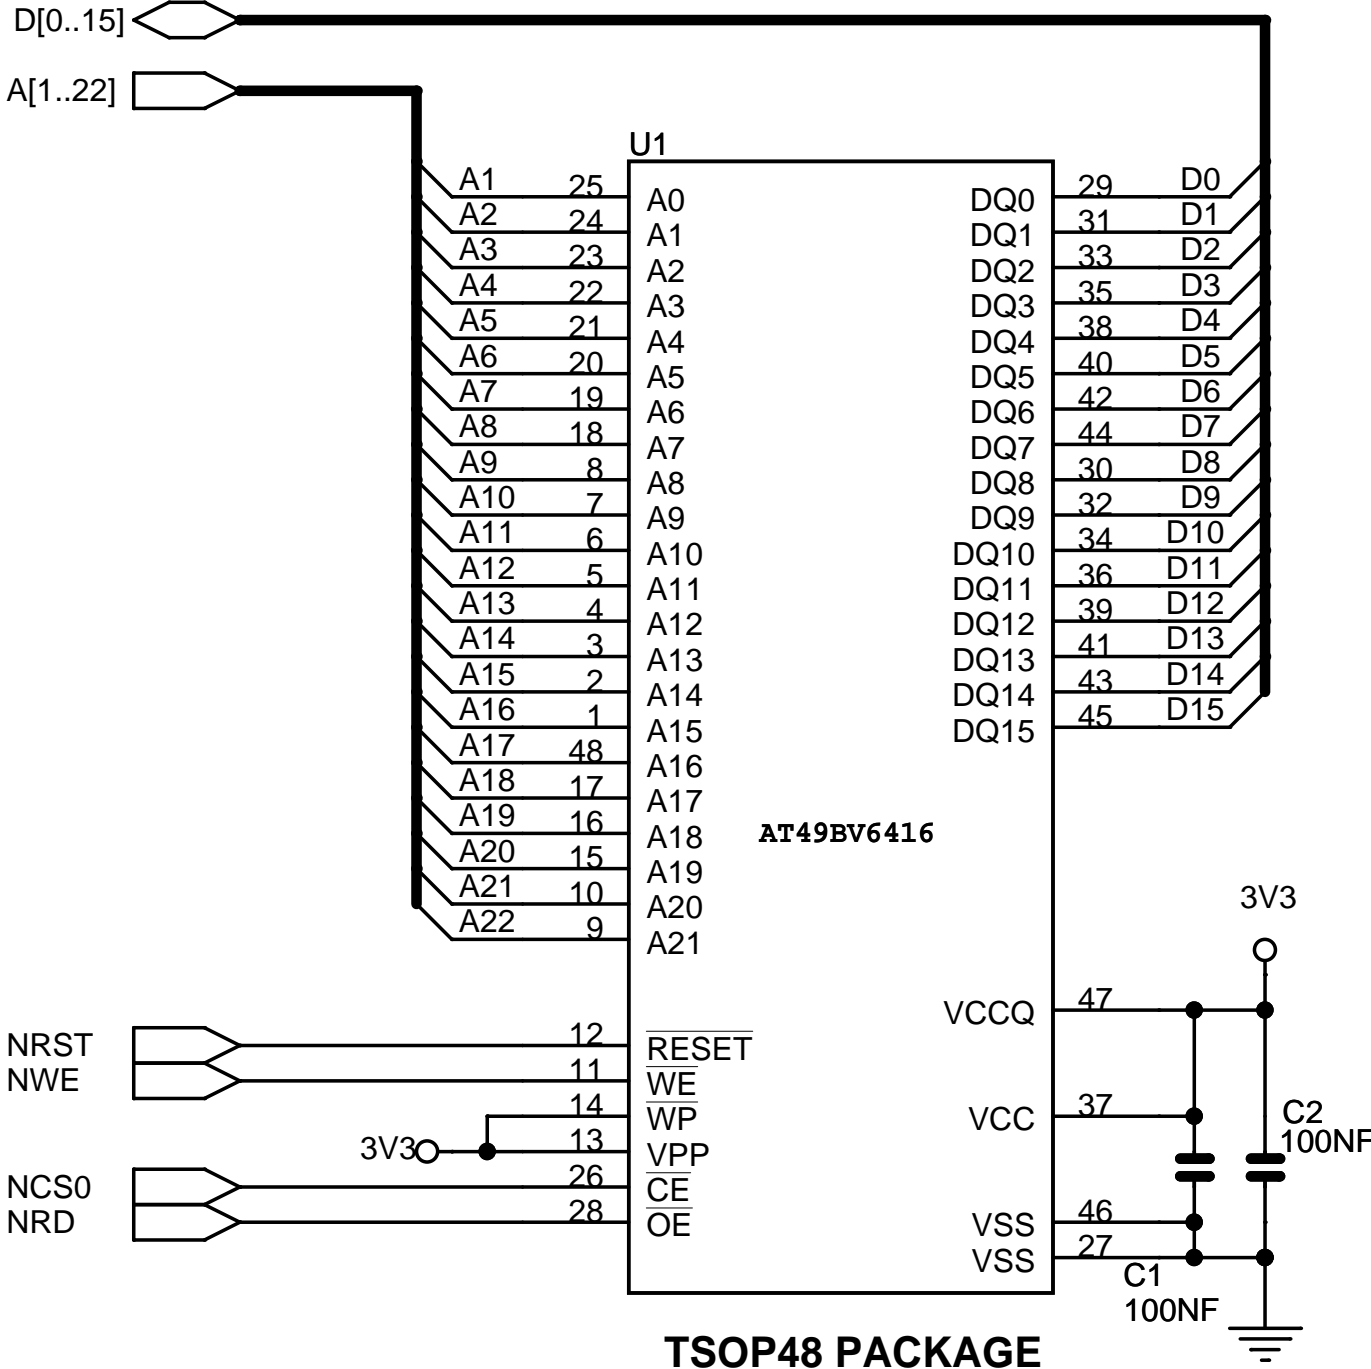 D[0..15]
A[1..22]
U1
A1 25 A0 DQ0 29 D0
A2 24 A1 DQ1 31 D1
A3 23 A2 DQ2 33 D2
A4 22 A3 DQ3 35 D3
A5 21 A4 DQ4 38 D4
A6 20 A5 DQ5 40 D5
A7 19 A6 DQ6 42 D6
A8 18 A7 DQ7 44 D7
A9 8 A8 DQ8 30 D8
A10 7 A9 DQ9 32 D9
A11 6 A10 DQ10 34 D10
A12 5 A11 DQ11 36 D11
A13 4 A12 DQ12 39 D12
A14 3 A13 DQ13 41 D13
A15 2 A14 DQ14 43 D14
A16 1 A15 DQ15 45 D15
A17 48 A16
A18 17 A17
A19 16 A18 AT49BV6416
A20 15 A19
A21 10 A20 3V3
A22 9 A21
VCCQ 47
NRST 12 RESET
NWE 11 WE
14 WP VCC 37 C2
3V3 13 VPP 100NF
NCS0 26 CE
NRD 28 OE VSS 46
VSS 27
C1
100NF
TSOP48 PACKAGE